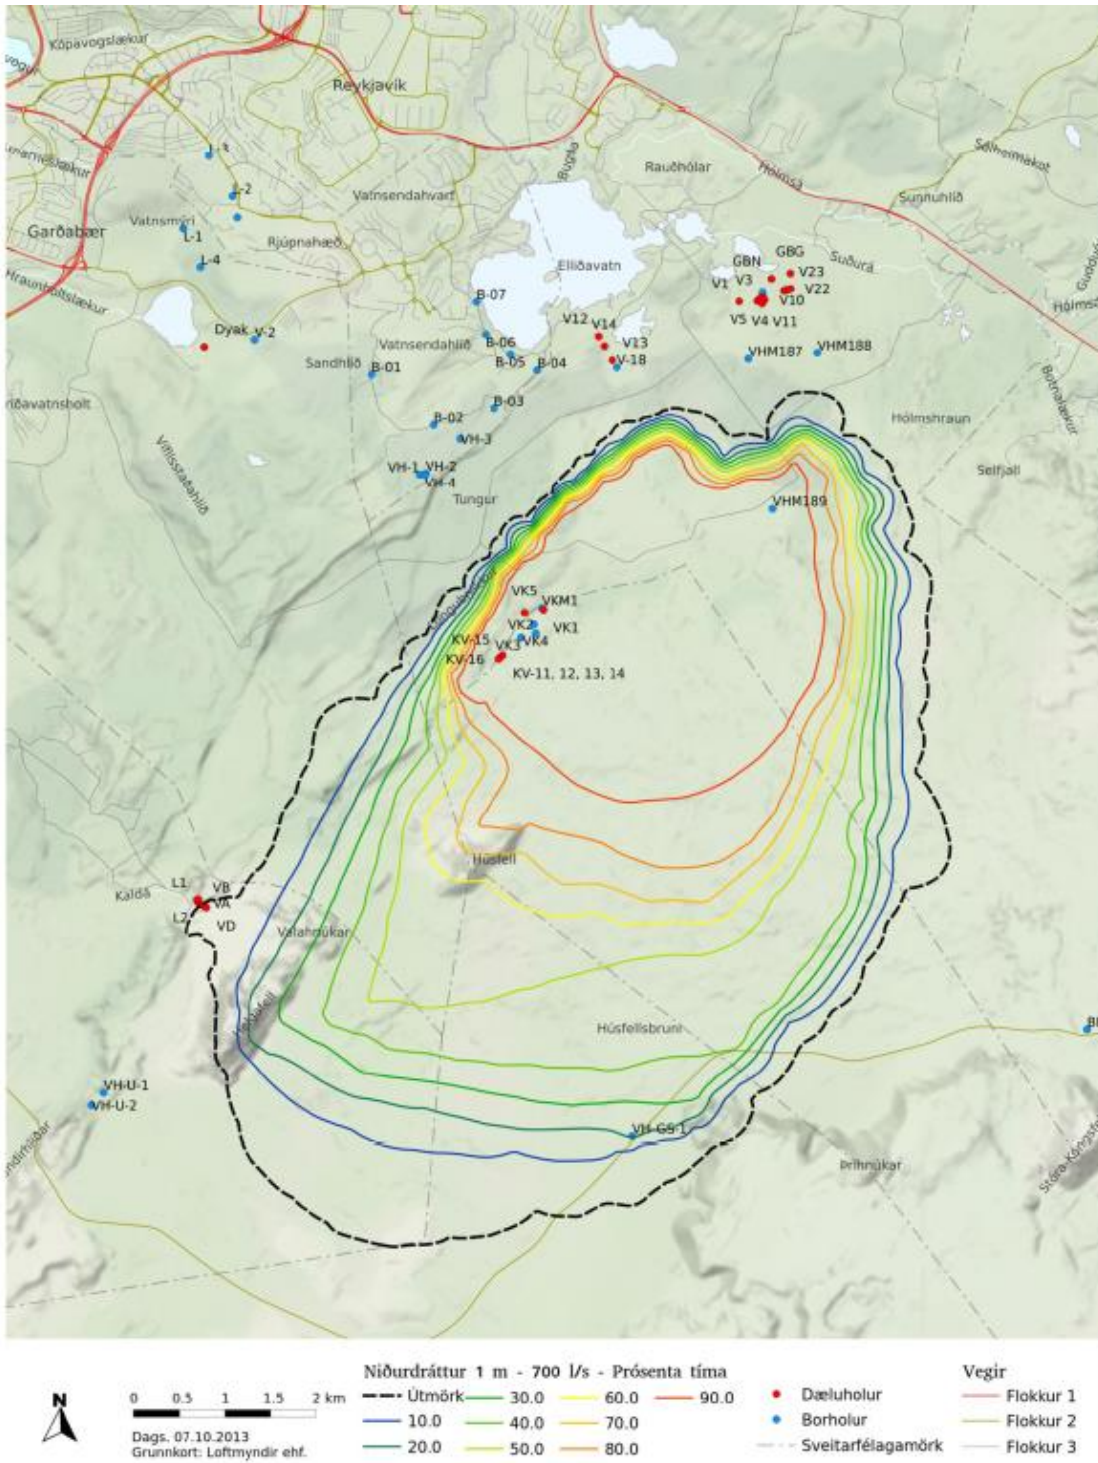 Kópavogslækur
Reykjavík
Bugða
Rauðhólar
Hólmsá
Sunnuhlíð
L-2
Vatnsendahvarf
Vatnsmýri
L-1
Garðabær
Rjúpnahæð
L-4
Hraunholtslækur
Elliðavatn
GBN
GBG
Suðurá
V1
V3
V23
V22
V10
V5
V4
V11
B-07
V12
V14
V13
Dyak
V-2
Vatnsendahlíð
B-06
B-05
B-04
V-18
VHM187
VHM188
Sandhlíð
B-01
B-03
B-02
VH-3
Hólmshraun
Botnalækur
Vífilsstaðahlíð
VH-1
VH-2
VH-4
Tungur
Selfjall
VHM189
VK5
VKM1
VK2
VK1
KV-15
VK3
VK4
KV-16
KV-11, 12, 13, 14
Húsfell
Kaldá
L1
VB
VA
L2
VD
Valahnúkar
Helgafell
Húsfellsbruni
VH-U-1
VH-U-2
VH-GS-1
Þríhnúkar
Niðurdráttur 1 m - 700 l/s - Prósenta tíma
Vegir
N
0 0.5 1 1.5 2 km
Útmörk
30.0
60.0
90.0
Dæluholur
Flokkur 1
10.0
40.0
70.0
Borholur
Flokkur 2
20.0
50.0
80.0
Sveitarfélagamörk
Flokkur 3
Dags. 07.10.2013
Grunnkort: Loftmyndir ehf.